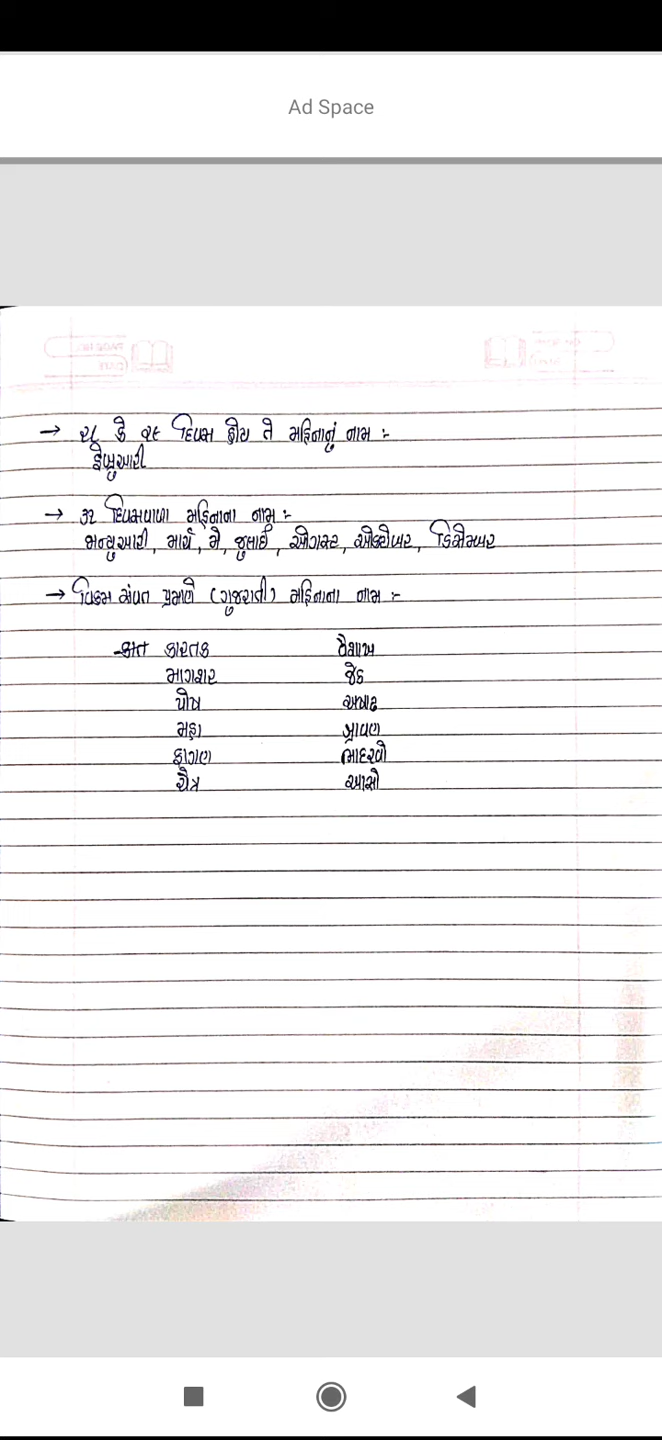 Ad Space
→ ૨૮ કે ૨૯ દિવસ હોય તે મહિનાનું નામ :-
ફેબ્રુઆરી
→ ૩૧ દિવસવાળા મહિનાના નામ :-
જાન્યુઆરી, માર્ચ, મે, જુલાઈ, ઓગસ્ટ, ઓક્ટોબર, ડિસેમ્બર
→ વિક્રમ સંવત પ્રમાણે (ગુજરાતી) મહિનાના નામ :-
કારતક વૈશાખ
માગશર જેઠ
પોષ અષાઢ
મહા શ્રાવણ
ફાગણ ભાદરવો
ચૈત્ર આસો